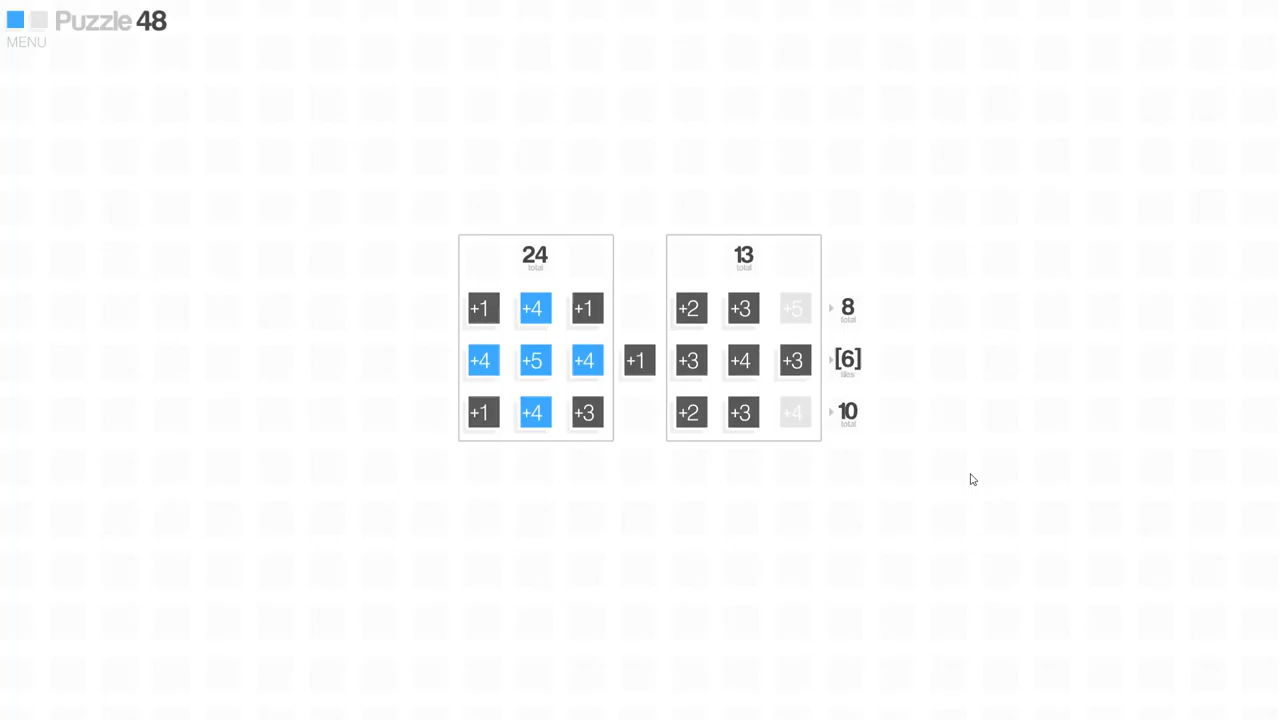 Puzzle 48
MENU
24 13
total total
+1 +4 +1 +2 +3 +5 8
total
+4 +5 +4 +1 +3 +4 +3 [6]
tiles
+1 +4 +3 +2 +3 +4 10
total